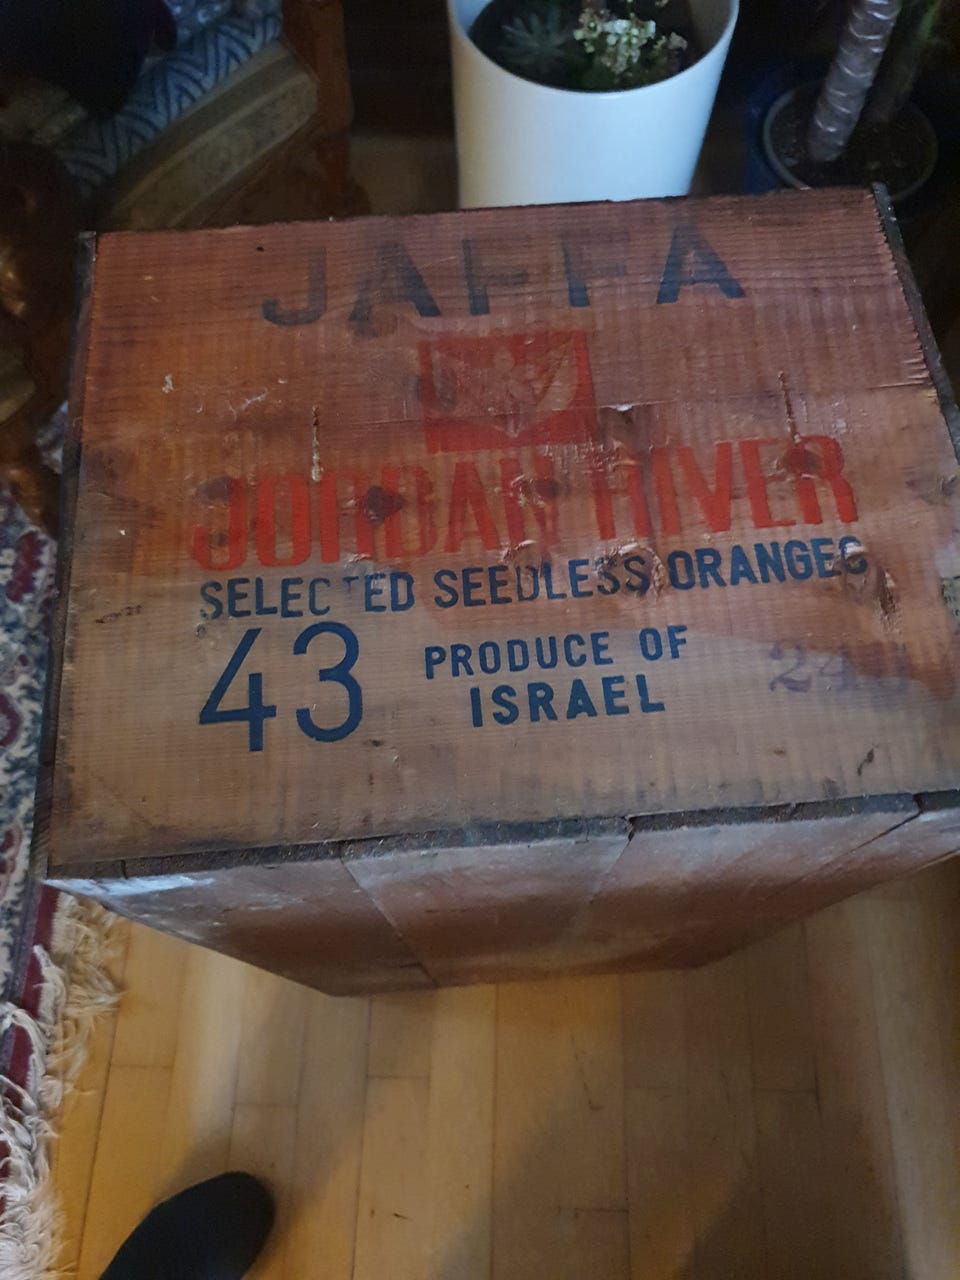 JAFFA
JORDAN RIVER
SELECTED SEEDLESS ORANGES
43 PRODUCE OF
ISRAEL